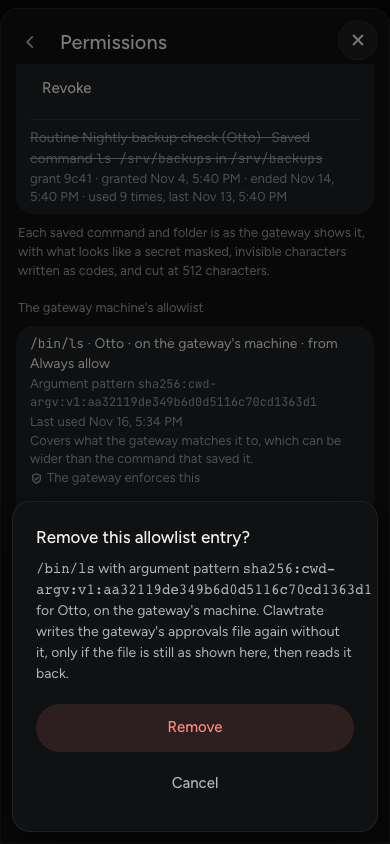 Permissions
Revoke
Routine Nightly backup check (Otto) · Saved
command ls /srv/backups in /srv/backups
grant 9c41 · granted Nov 4, 5:40 PM · ended Nov 14,
5:40 PM · used 9 times, last Nov 13, 5:40 PM
Each saved command and folder is as the gateway shows it,
with what looks like a secret masked, invisible characters
written as codes, and cut at 512 characters.
The gateway machine's allowlist
/bin/ls · Otto · on the gateway's machine · from
Always allow
Argument pattern sha256:cwd-
argv:v1:aa32119de349b6d0d5116c70cd1363d1
Last used Nov 16, 5:34 PM
Covers what the gateway matches it to, which can be
wider than the command that saved it.
The gateway enforces this
Remove this allowlist entry?
/bin/ls with argument pattern sha256:cwd-
argv:v1:aa32119de349b6d0d5116c70cd1363d1
for Otto, on the gateway's machine. Clawtrate
writes the gateway's approvals file again without
it, only if the file is still as shown here, then reads it
back.
Remove
Cancel